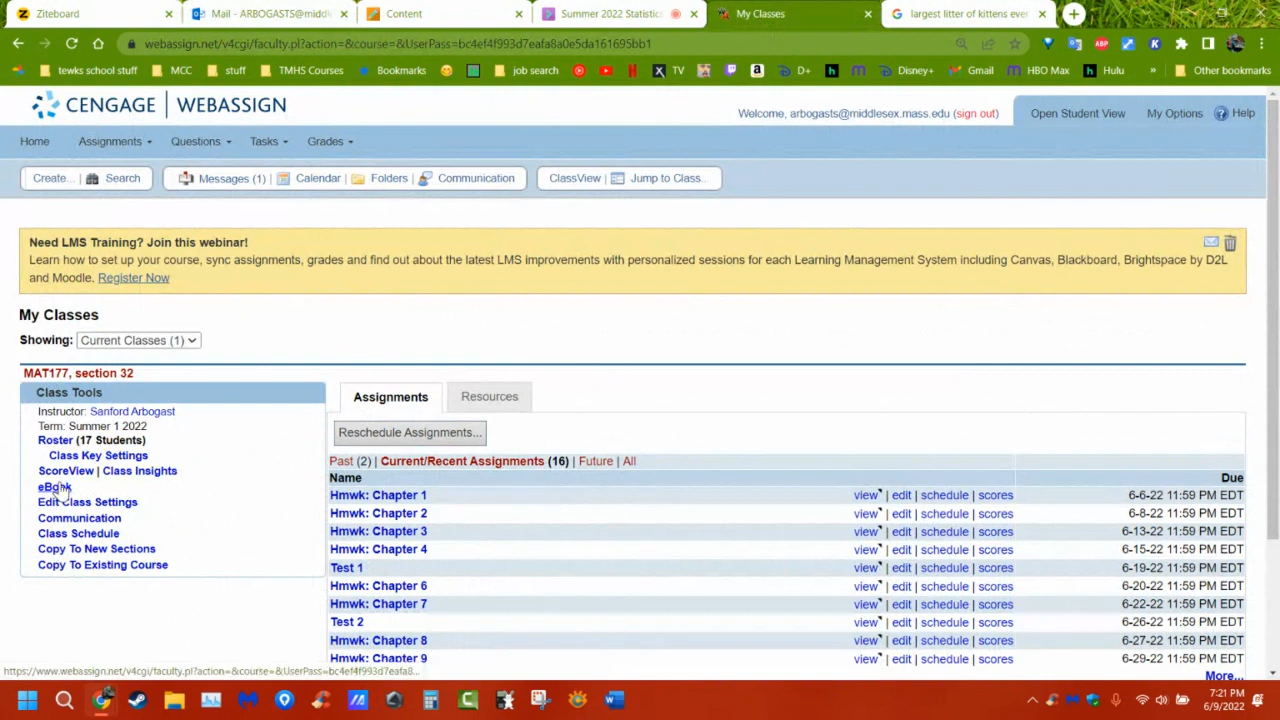 Ziteboard
Mail - ARBOGASTS@middl
Content
Summer 2022 Statistic
My Classes
largest litter of kittens eve
webassign.net/v4cgi/faculty.pl?action=&course=&UserPass=bc4ef4f993d7eafa8a0e5da161695bb1
tewks school stuff
MCC
stuff
TMHS Courses
Bookmarks
job search
TV
D+
Disney+
Gmail
HBO Max
Hulu
»
Other bookmarks
CENGAGE | WEBASSIGN
Welcome, arbogasts@middlesex.mass.edu (sign out)
Open Student View
My Options
Help
Home
Assignments
Questions
Tasks
Grades
Create... | Search
Messages (1) | Calendar | Folders | Communication
ClassView | Jump to Class...
Need LMS Training? Join this webinar!
Learn how to set up your course, sync assignments, grades and find out about the latest LMS improvements with personalized sessions for each Learning Management System including Canvas, Blackboard, Brightspace by D2L
and Moodle. Register Now
My Classes
Showing: Current Classes (1)
MAT177, section 32
Class Tools
Instructor: Sanford Arbogast
Term: Summer 1 2022
Roster (17 Students)
Class Key Settings
ScoreView | Class Insights
eBook
Edit Class Settings
Communication
Class Schedule
Copy To New Sections
Copy To Existing Course
Assignments
Resources
Reschedule Assignments...
Past (2) | Current/Recent Assignments (16) | Future | All
Name Due
Hmwk: Chapter 1 view | edit | schedule | scores 6-6-22 11:59 PM EDT
Hmwk: Chapter 2 view | edit | schedule | scores 6-8-22 11:59 PM EDT
Hmwk: Chapter 3 view | edit | schedule | scores 6-13-22 11:59 PM EDT
Hmwk: Chapter 4 view | edit | schedule | scores 6-15-22 11:59 PM EDT
Test 1 view | edit | schedule | scores 6-19-22 11:59 PM EDT
Hmwk: Chapter 6 view | edit | schedule | scores 6-20-22 11:59 PM EDT
Hmwk: Chapter 7 view | edit | schedule | scores 6-22-22 11:59 PM EDT
Test 2 view | edit | schedule | scores 6-26-22 11:59 PM EDT
Hmwk: Chapter 8 view | edit | schedule | scores 6-27-22 11:59 PM EDT
Hmwk: Chapter 9 view | edit | schedule | scores 6-29-22 11:59 PM EDT
More...
https://www.webassign.net/v4cgi/faculty.pl?action=&course=&UserPass=bc4ef4f993d7eafa8...
7:21 PM
6/9/2022